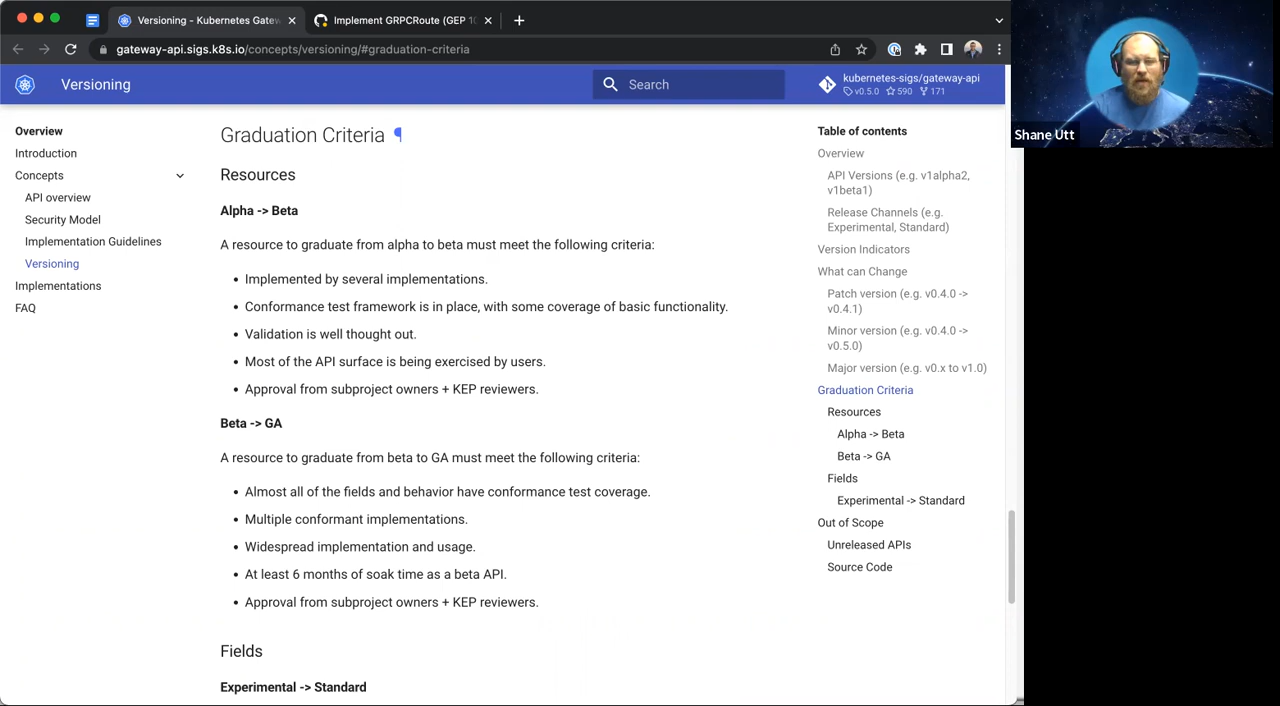 Versioning - Kubernetes Gatew
Implement GRPCRoute (GEP 10
gateway-api.sigs.k8s.io/concepts/versioning/#graduation-criteria
Versioning
Search
kubernetes-sigs/gateway-api
v0.5.0 590 171
Shane Utt
Overview
Introduction
Concepts
API overview
Security Model
Implementation Guidelines
Versioning
Implementations
FAQ
Graduation Criteria ¶
Resources
Alpha -> Beta
A resource to graduate from alpha to beta must meet the following criteria:
• Implemented by several implementations.
• Conformance test framework is in place, with some coverage of basic functionality.
• Validation is well thought out.
• Most of the API surface is being exercised by users.
• Approval from subproject owners + KEP reviewers.
Beta -> GA
A resource to graduate from beta to GA must meet the following criteria:
• Almost all of the fields and behavior have conformance test coverage.
• Multiple conformant implementations.
• Widespread implementation and usage.
• At least 6 months of soak time as a beta API.
• Approval from subproject owners + KEP reviewers.
Fields
Experimental -> Standard
Table of contents
Overview
API Versions (e.g. v1alpha2,
v1beta1)
Release Channels (e.g.
Experimental, Standard)
Version Indicators
What can Change
Patch version (e.g. v0.4.0 ->
v0.4.1)
Minor version (e.g. v0.4.0 ->
v0.5.0)
Major version (e.g. v0.x to v1.0)
Graduation Criteria
Resources
Alpha -> Beta
Beta -> GA
Fields
Experimental -> Standard
Out of Scope
Unreleased APIs
Source Code